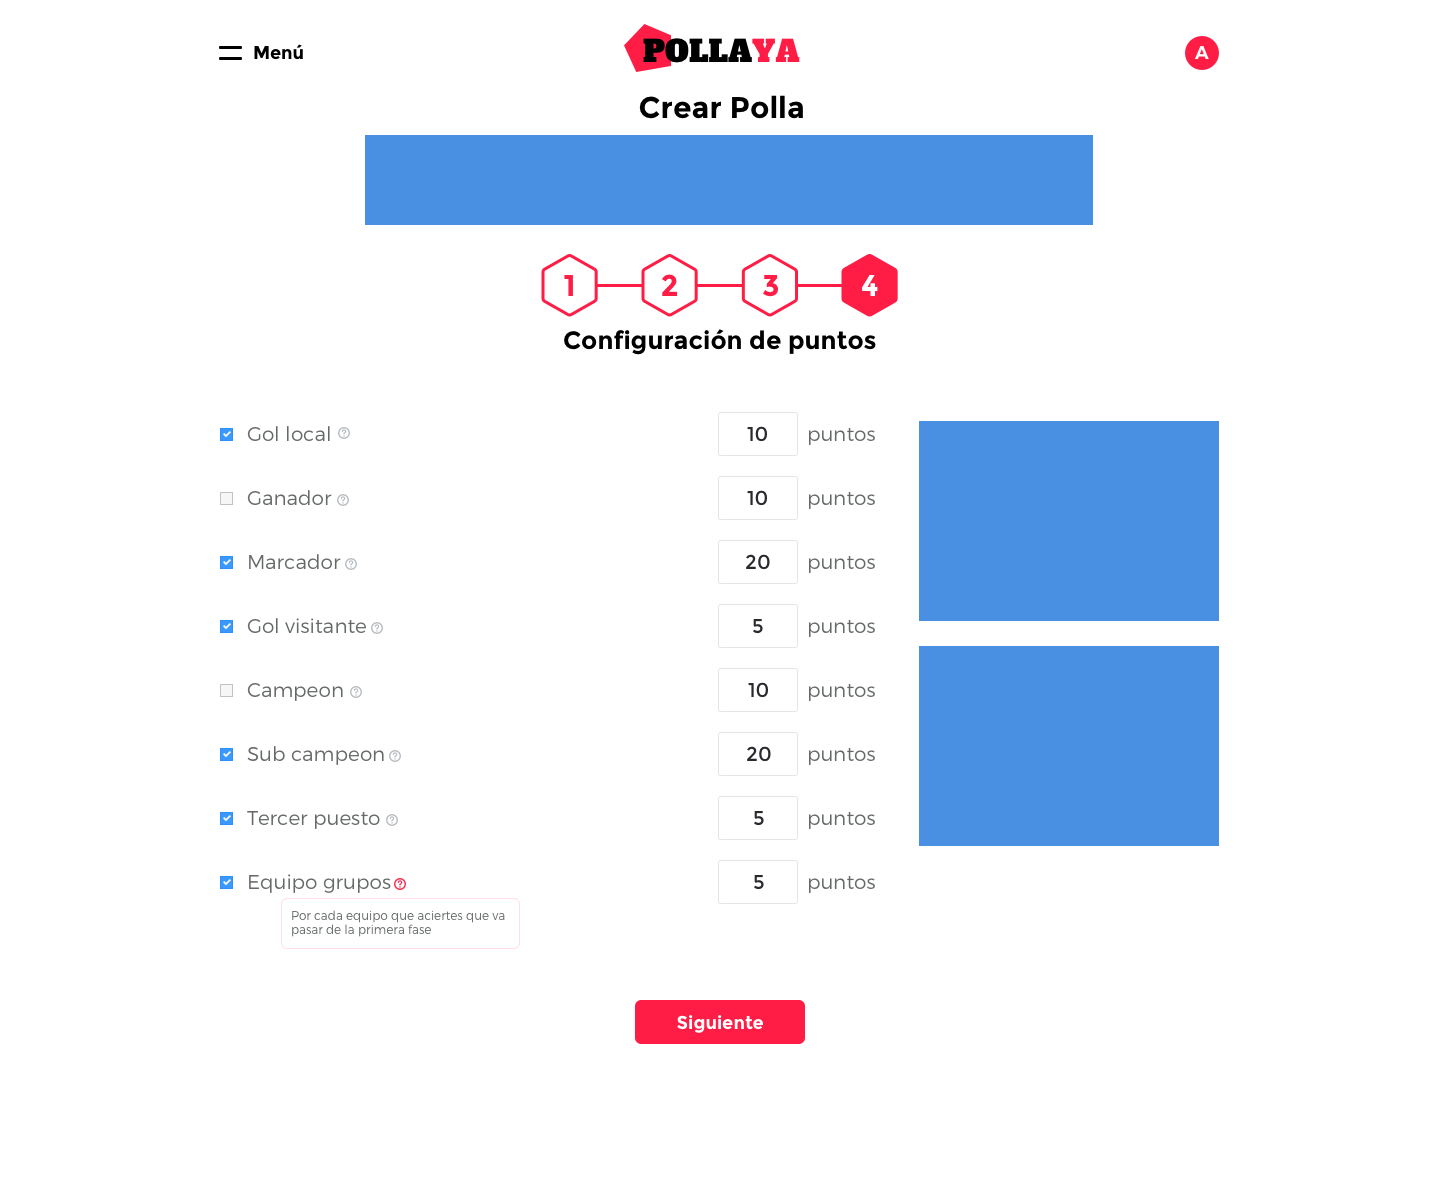 Menú
POLLAYA
A
Crear Polla
1 2 3 4
Configuración de puntos
Gol local 10 puntos
Ganador 10 puntos
Marcador 20 puntos
Gol visitante 5 puntos
Campeon 10 puntos
Sub campeon 20 puntos
Tercer puesto 5 puntos
Equipo grupos 5 puntos
Por cada equipo que aciertes que va
pasar de la primera fase
Siguiente